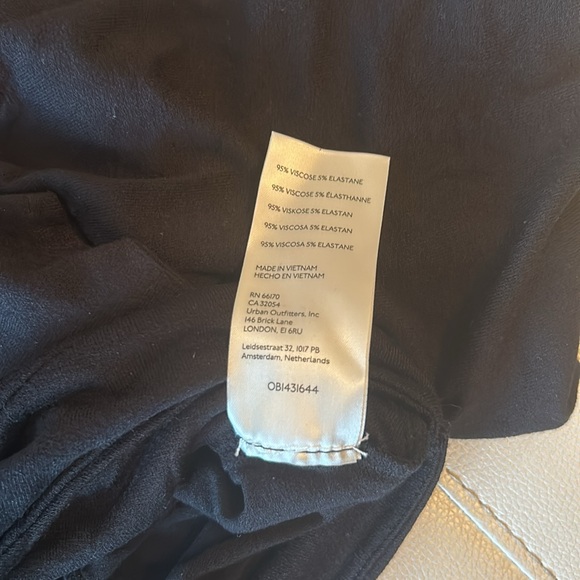 95% VISCOSE 5% ELASTANE
95% VISCOSE 5% ÉLASTHANNE
95% VISKOSE 5% ELASTAN
95% VISCOSA 5% ELASTAN
95% VISCOSA 5% ELASTANE
MADE IN VIETNAM
HECHO EN VIETNAM
RN 66170
CA 32054
Urban Outfitters, Inc
146 Brick Lane
LONDON, E1 6RU
Leidsestraat 32, 1017 PB
Amsterdam, Netherlands
OB1431644